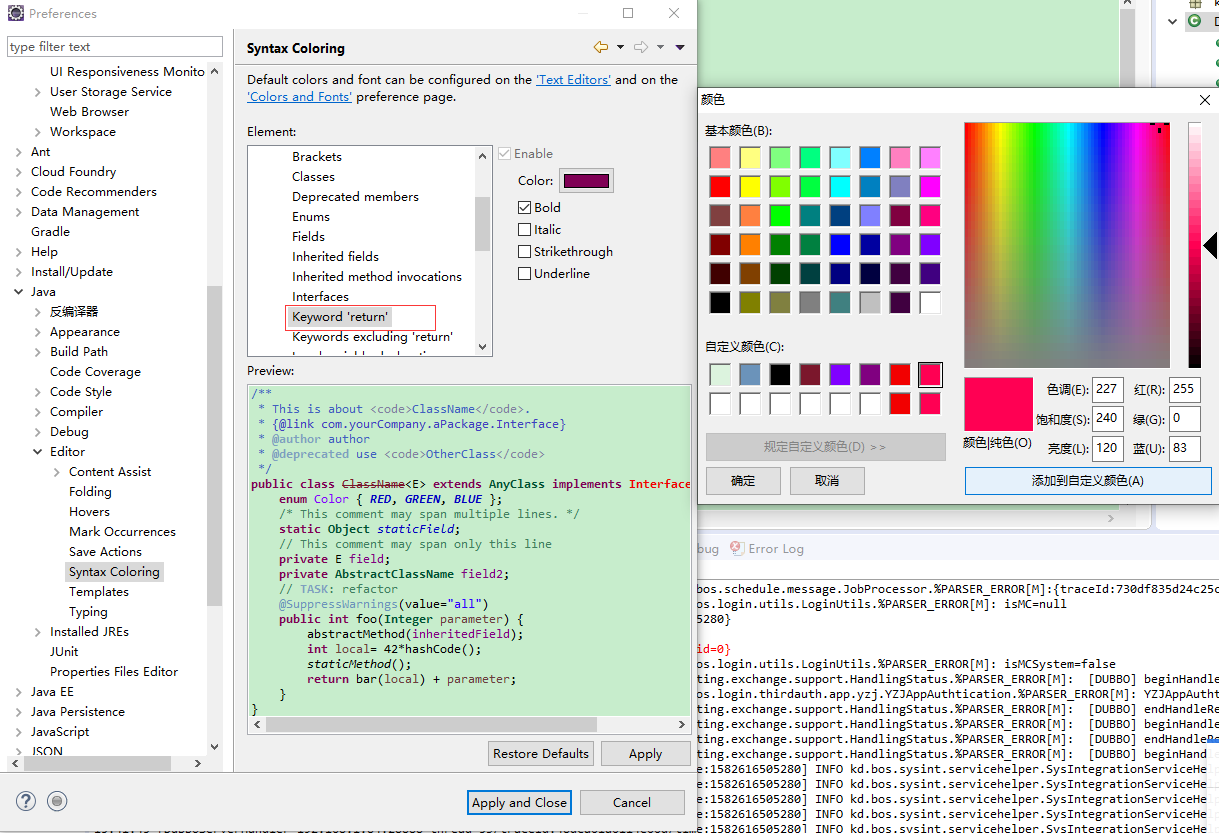 Preferences
type filter text
UI Responsiveness Monito
User Storage Service
Web Browser
Workspace
Ant
Cloud Foundry
Code Recommenders
Data Management
Gradle
Help
Install/Update
Java
反编译器
Appearance
Build Path
Code Coverage
Code Style
Compiler
Debug
Editor
Content Assist
Folding
Hovers
Mark Occurrences
Save Actions
Syntax Coloring
Templates
Typing
Installed JREs
JUnit
Properties Files Editor
Java EE
Java Persistence
JavaScript
JSON
Syntax Coloring
Default colors and font can be configured on the 'Text Editors' and on the
'Colors and Fonts' preference page.
Element:
Brackets
Classes
Deprecated members
Enums
Fields
Inherited fields
Inherited method invocations
Interfaces
Keyword 'return'
Keywords excluding 'return'
Enable
Color:
Bold
Italic
Strikethrough
Underline
Preview:
/**
* This is about <code>ClassName</code>.
* {@link com.yourCompany.aPackage.Interface}
* @author author
* @deprecated use <code>OtherClass</code>
*/
public class ClassName<E> extends AnyClass implements Interface
enum Color { RED, GREEN, BLUE };
/* This comment may span multiple lines. */
static Object staticField;
// This comment may span only this line
private E field;
private AbstractClassName field2;
// TASK: refactor
@SuppressWarnings(value="all")
public int foo(Integer parameter) {
abstractMethod(inheritedField);
int local= 42*hashCode();
staticMethod();
return bar(local) + parameter;
}
}
Restore Defaults
Apply
Apply and Close
Cancel
颜色
基本颜色(B):
自定义颜色(C):
规定自定义颜色(D) >>
确定
取消
颜色|纯色(O)
色调(E): 227 红(R): 255
饱和度(S): 240 绿(G): 0
亮度(L): 120 蓝(U): 83
添加到自定义颜色(A)
bug
Error Log
bos.schedule.message.JobProcessor.%PARSER_ERROR[M]:{traceId:730df835d24c25c
os.login.utils.LoginUtils.%PARSER_ERROR[M]: isMC=null
5280}
id=0}
os.login.utils.LoginUtils.%PARSER_ERROR[M]: isMCSystem=false
ting.exchange.support.HandlingStatus.%PARSER_ERROR[M]: [DUBBO] beginHandle
os.login.thirdauth.app.yzj.YZJAppAuthtication.%PARSER_ERROR[M]: YZJAppAutht
ting.exchange.support.HandlingStatus.%PARSER_ERROR[M]: [DUBBO] endHandleRe
ting.exchange.support.HandlingStatus.%PARSER_ERROR[M]: [DUBBO] beginHandle
ting.exchange.support.HandlingStatus.%PARSER_ERROR[M]: [DUBBO] endHandleRe
ting.exchange.support.HandlingStatus.%PARSER_ERROR[M]: [DUBBO] beginHand
e:1582616505280] INFO kd.bos.sysint.servicehelper.SysIntegrationServiceHe
e:1582616505280] INFO kd.bos.sysint.servicehelper.SysIntegrationServiceHe
e:1582616505280] INFO kd.bos.sysint.servicehelper.SysIntegrationServiceHe
e:1582616505280] INFO kd.bos.sysint.servicehelper.SysIntegrationServiceHe
e:1582616505280] INFO kd.bos.sysint.servicehelper.SysIntegrationServiceHe